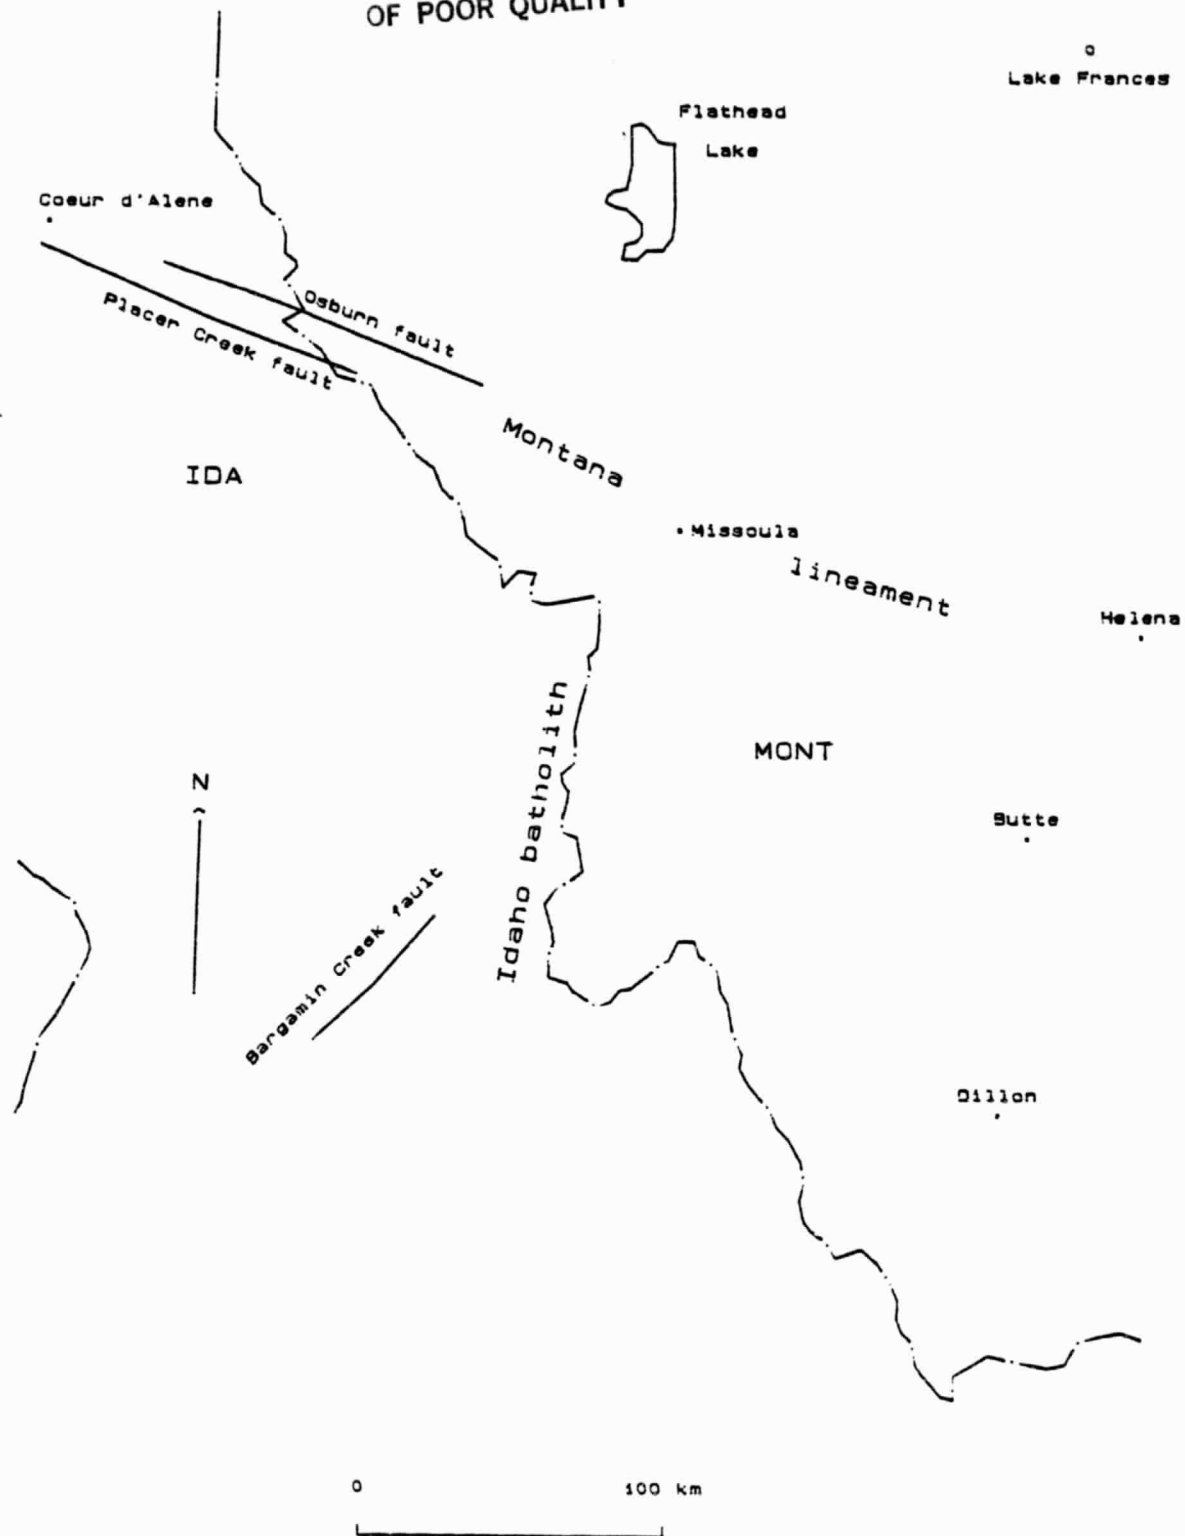 OF POOR QUALITY
Lake Frances
Flathead
Lake
Coeur d'Alene
Osburn fault
Placer Creek fault
Montana
IDA
Missoula
lineament
Helena
Idaho batholith
MONT
N
Butte
Bargamin Creek fault
Dillon
0 100 km